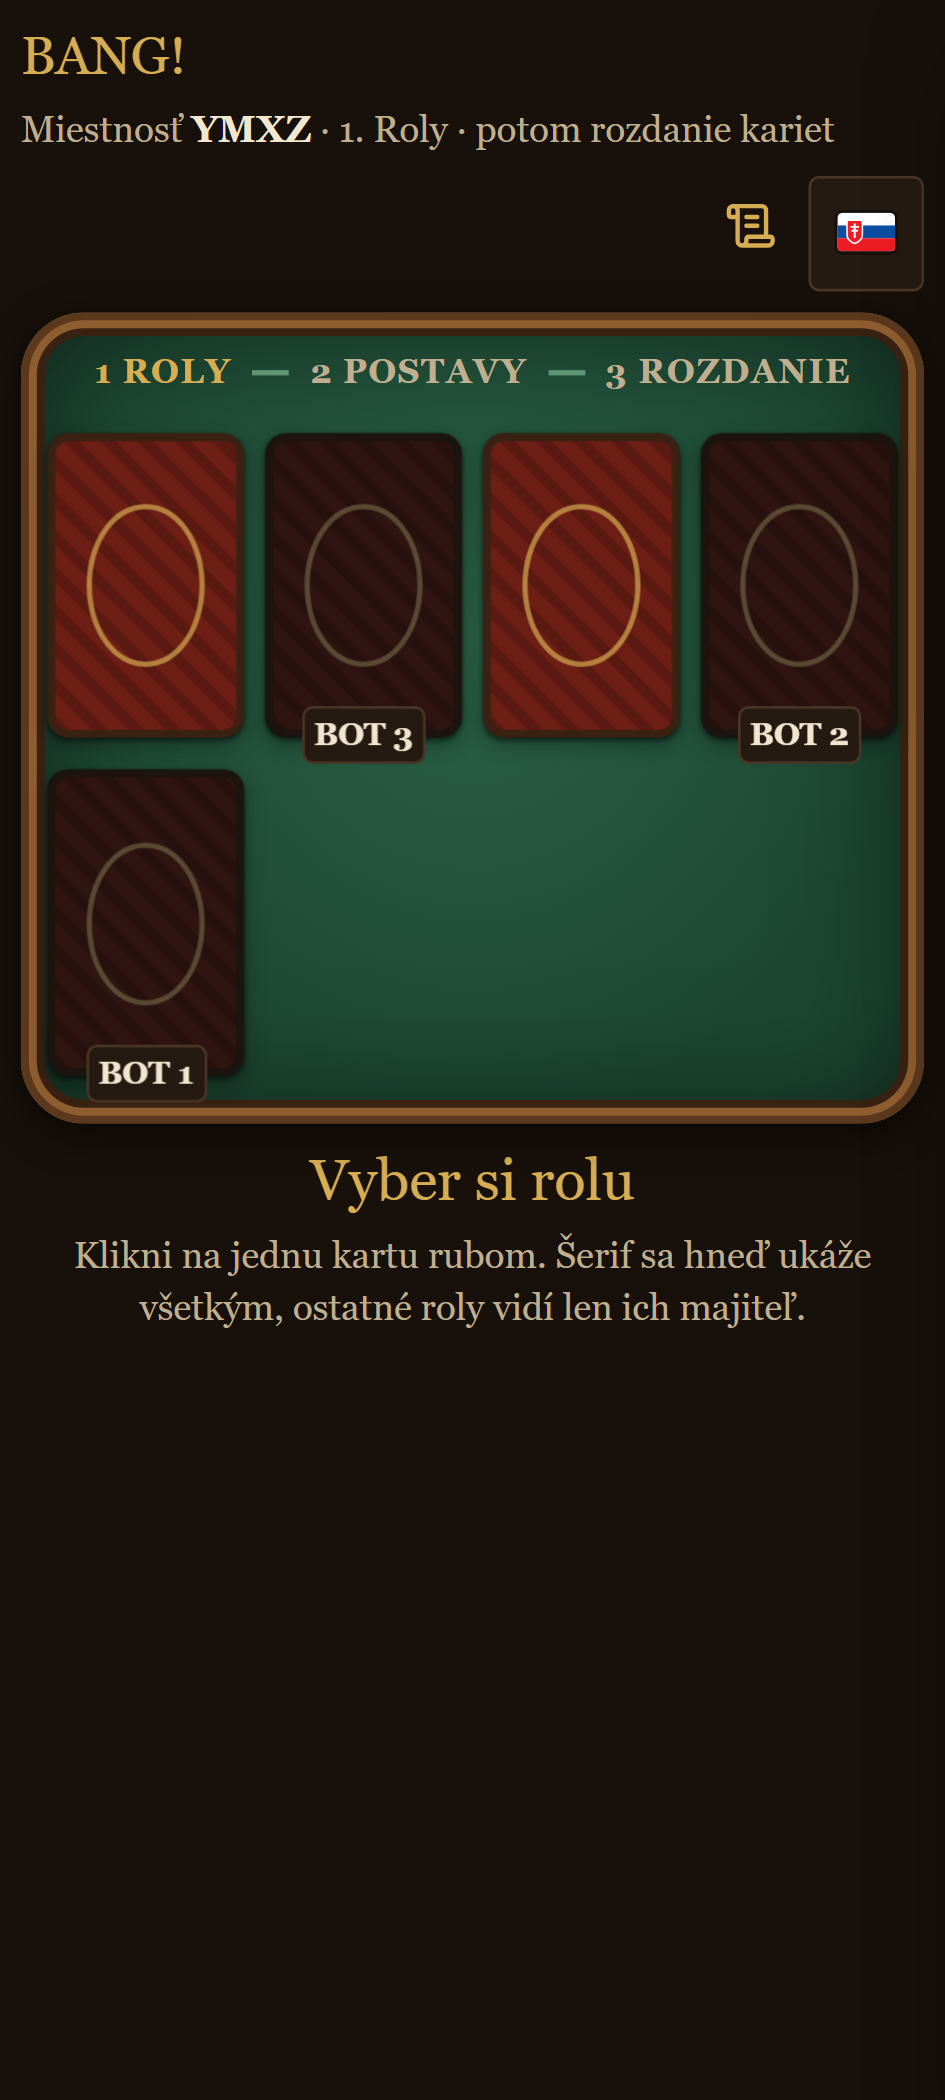 BANG!
Miestnosť YMXZ · 1. Roly · potom rozdanie kariet
1 ROLY — 2 POSTAVY — 3 ROZDANIE
BOT 3
BOT 2
BOT 1
Vyber si rolu
Klikni na jednu kartu rubom. Šerif sa hneď ukáže
všetkým, ostatné roly vidí len ich majiteľ.